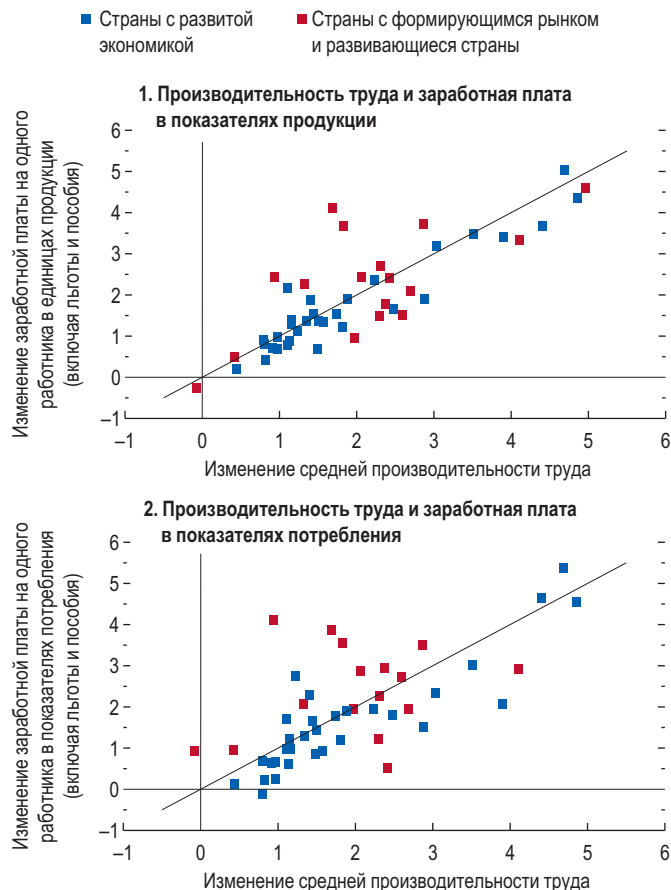 Страны с развитой экономикой
Страны с формирующимся рынком и развивающиеся страны
1. Производительность труда и заработная плата
в показателях продукции
Изменение заработной платы на одного
работника в единицах продукции
(включая льготы и пособия)
6
5
4
3
2
1
0
–1
–1 0 1 2 3 4 5 6
Изменение средней производительности труда
2. Производительность труда и заработная плата
в показателях потребления
Изменение заработной платы на одного
работника в показателях потребления
(включая льготы и пособия)
6
5
4
3
2
1
0
–1
–1 0 1 2 3 4 5 6
Изменение средней производительности труда